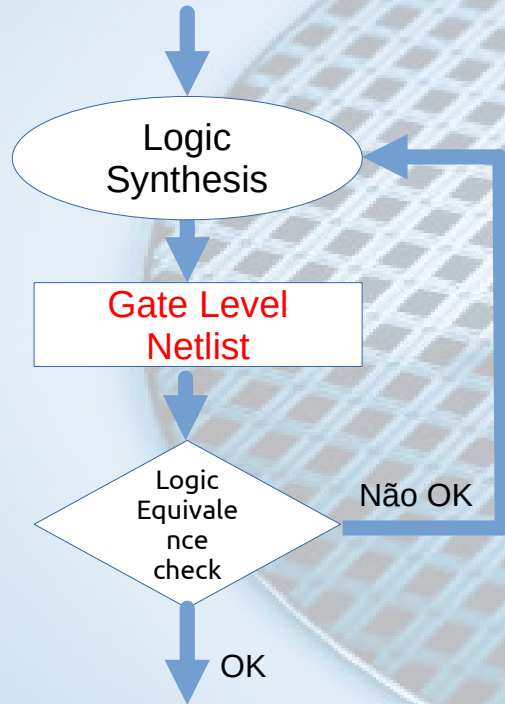 Logic
Synthesis
Gate Level
Netlist
Logic
Equivale
nce
check
Não OK
OK